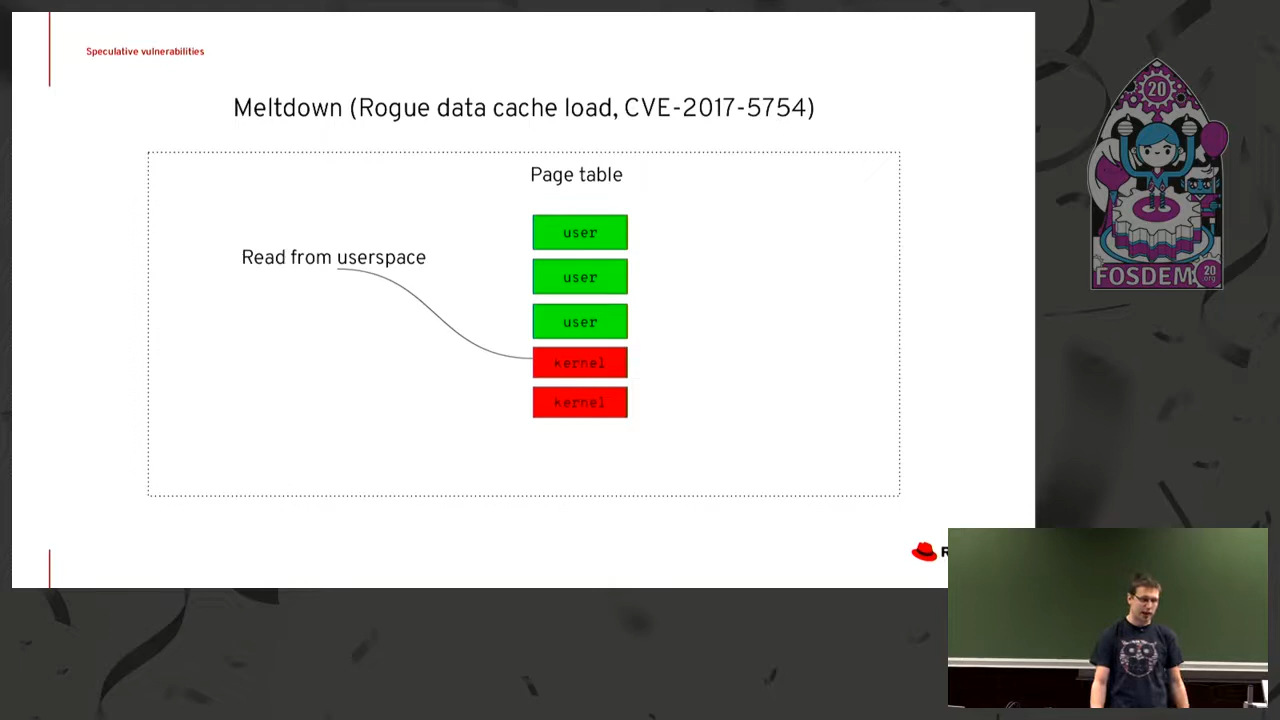 Speculative vulnerabilities
Meltdown (Rogue data cache load, CVE-2017-5754)
Page table
user
Read from userspace
user
user
kernel
kernel
20
FOSDEM
20
.org
R